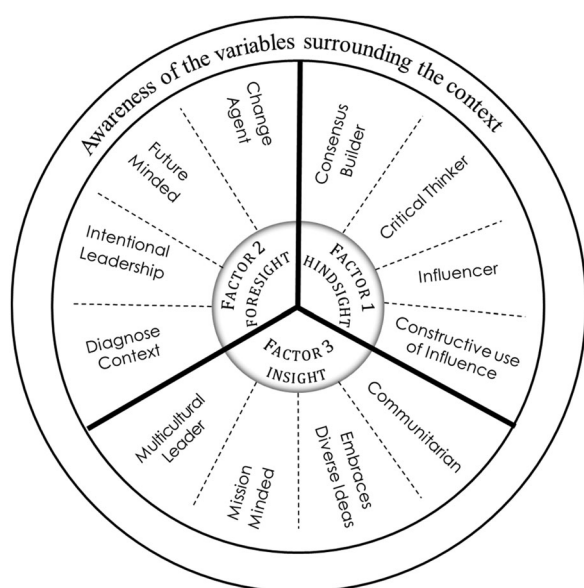 Awareness of the variables surrounding the context
Consensus
Builder
Critical Thinker
Influencer
Constructive use
of Influence
Communitarian
Embraces
Diverse Ideas
Mission
Minded
Multicultural
Leader
Diagnose
Context
Intentional
Leadership
Future
Minded
Change
Agent
FACTOR 1
HINDSIGHT
FACTOR 2
FORESIGHT
FACTOR 3
INSIGHT